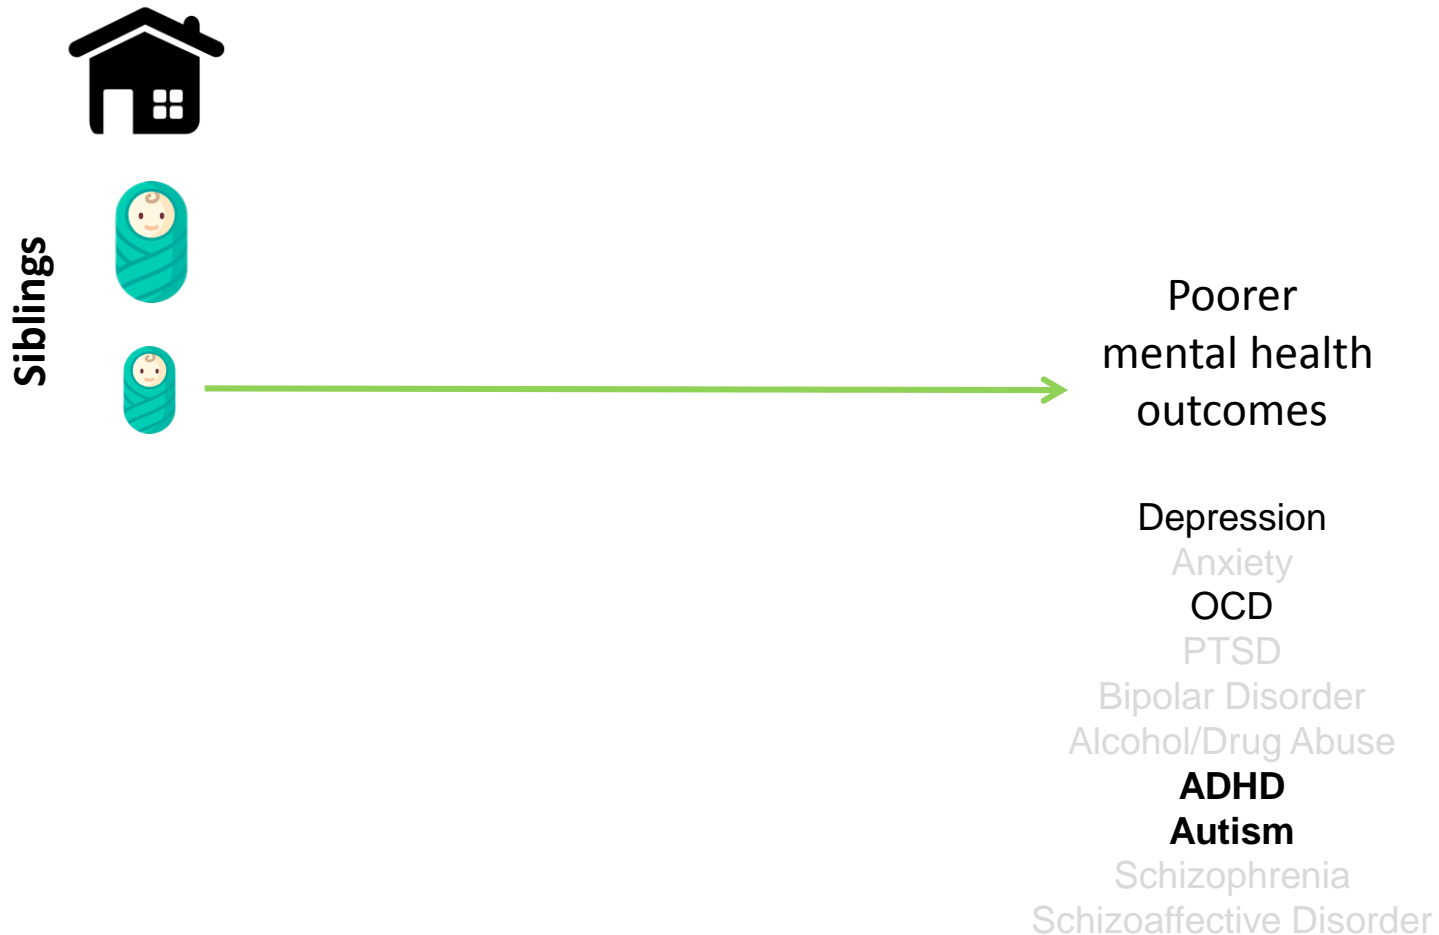 Siblings
Poorer
mental health
outcomes
Depression
Anxiety
OCD
PTSD
Bipolar Disorder
Alcohol/Drug Abuse
ADHD
Autism
Schizophrenia
Schizoaffective Disorder